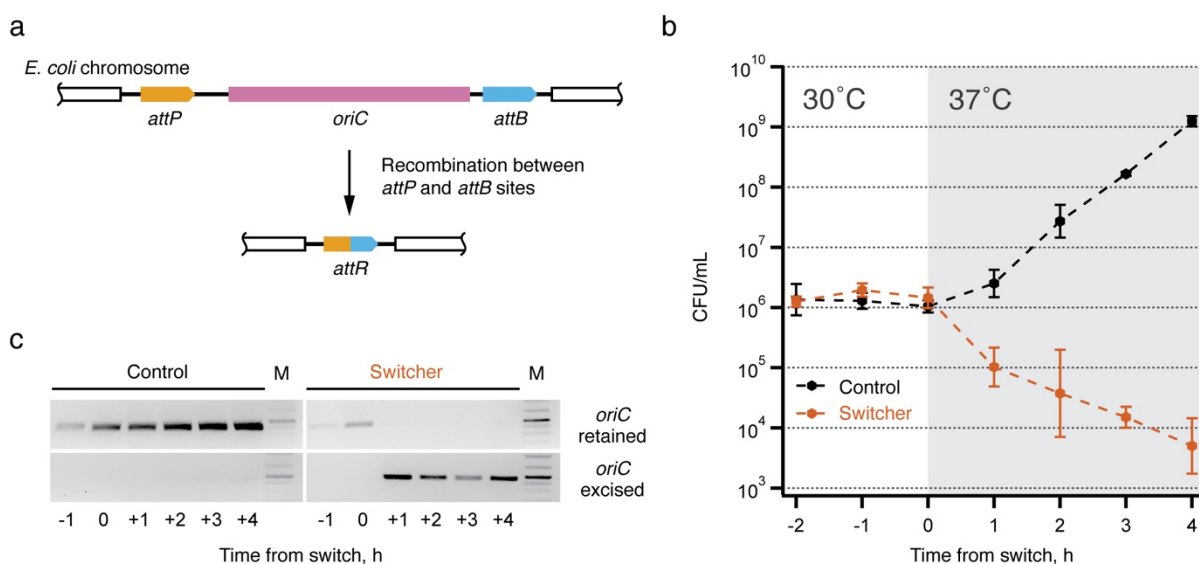 a
E. coli chromosome
attP
oriC
attB
Recombination between
attP and attB sites
attR
b
10^10
10^9
10^8
10^7
10^6
10^5
10^4
10^3
CFU/mL
30˚C
37˚C
Control
Switcher
-2
-1
0
1
2
3
4
Time from switch, h
c
Control
M
Switcher
M
oriC
retained
oriC
excised
-1 0 +1 +2 +3 +4
-1 0 +1 +2 +3 +4
Time from switch, h